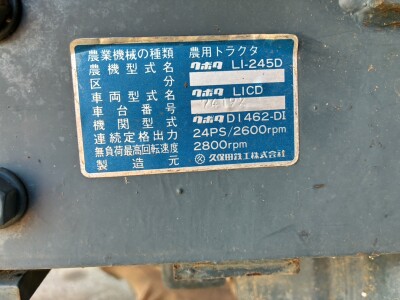 農業機械の種類 農用トラクタ
農機型式名 クボタ L1-245D
区分
車両型式名 クボタ L1CD
車台番号
機関型式 クボタ D1462-DI
連続定格出力 24PS/2600rpm
無負荷最高回転速度 2800rpm
製造元 久保田鉄工株式会社